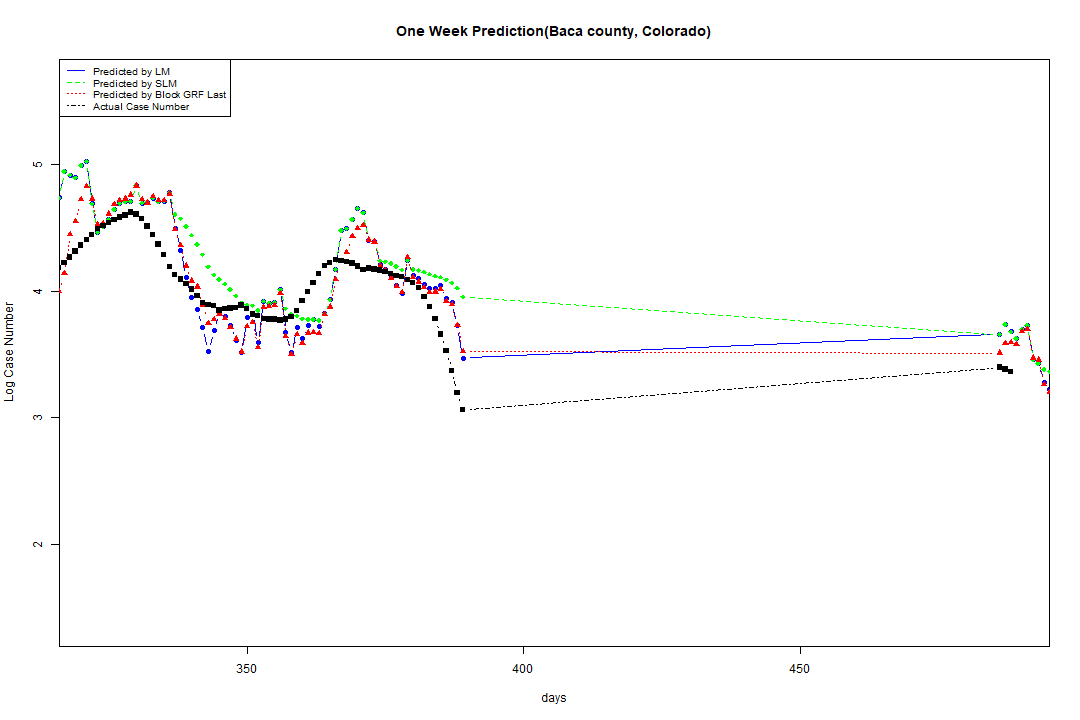 One Week Prediction(Baca county, Colorado)
Predicted by LM
Predicted by SLM
Predicted by Block GRF Last
Actual Case Number
5
4
3
2
Log Case Number
350 400 450
days